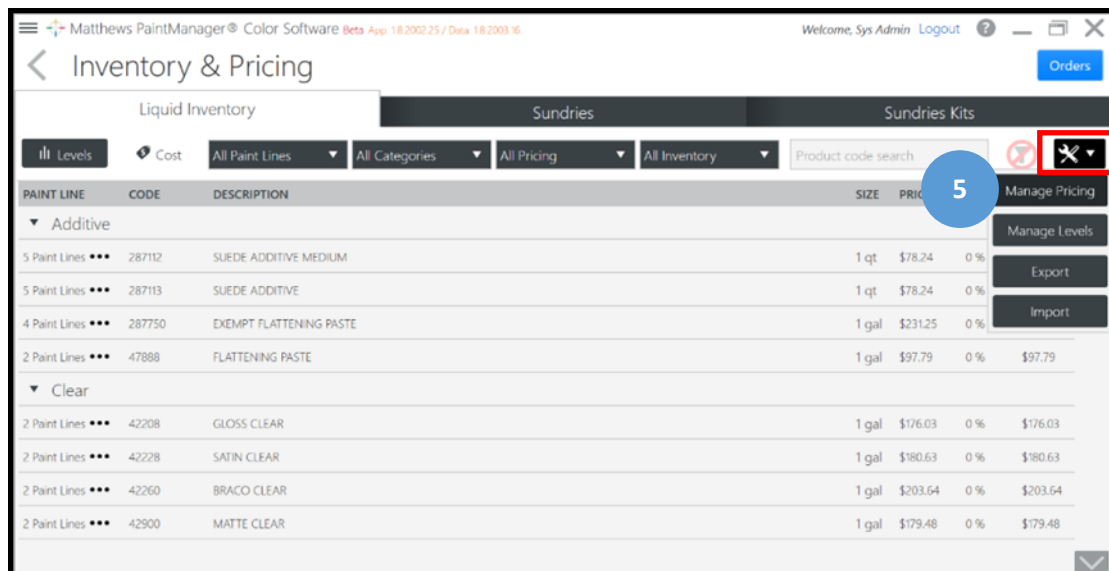 Matthews PaintManager® Color Software Beta App: 1.8.2002.25 / Data: 1.8.2003.16 Welcome, Sys Admin Logout ?
Inventory & Pricing Orders
Liquid Inventory Sundries Sundries Kits
Levels Cost All Paint Lines All Categories All Pricing All Inventory Product code search
PAINT LINE CODE DESCRIPTION SIZE 5 Manage Pricing
Additive Manage Levels
5 Paint Lines ••• 287112 SUEDE ADDITIVE MEDIUM 1 qt $78.24 0 %
Export
5 Paint Lines ••• 287113 SUEDE ADDITIVE 1 qt $78.24 0 %
Import
4 Paint Lines ••• 287750 EXEMPT FLATTENING PASTE 1 gal $231.25 0 %
2 Paint Lines ••• 47888 FLATTENING PASTE 1 gal $97.79 0 % $97.79
Clear
2 Paint Lines ••• 42208 GLOSS CLEAR 1 gal $176.03 0 % $176.03
2 Paint Lines ••• 42228 SATIN CLEAR 1 gal $180.63 0 % $180.63
2 Paint Lines ••• 42260 BRACO CLEAR 1 gal $203.64 0 % $203.64
2 Paint Lines ••• 42900 MATTE CLEAR 1 gal $179.48 0 % $179.48